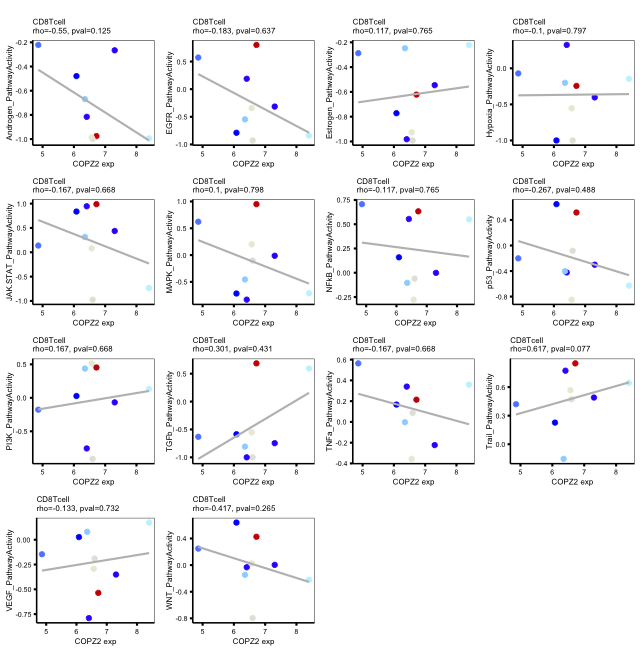 CD8Tcell
rho=-0.55, pval=0.125
Androgen_PathwayActivity
-0.2
-0.4
-0.6
-0.8
-1.0
5 6 7 8
COPZ2 exp
CD8Tcell
rho=-0.183, pval=0.637
EGFR_PathwayActivity
0.5
0.0
-0.5
-1.0
5 6 7 8
COPZ2 exp
CD8Tcell
rho=0.117, pval=0.765
Estrogen_PathwayActivity
-0.2
-0.4
-0.6
-0.8
-1.0
5 6 7 8
COPZ2 exp
CD8Tcell
rho=-0.1, pval=0.797
Hypoxia_PathwayActivity
0.0
-0.5
-1.0
5 6 7 8
COPZ2 exp
CD8Tcell
rho=-0.167, pval=0.668
JAK.STAT_PathwayActivity
1.0
0.5
0.0
-0.5
-1.0
5 6 7 8
COPZ2 exp
CD8Tcell
rho=0.1, pval=0.798
MAPK_PathwayActivity
1.0
0.5
0.0
-0.5
5 6 7 8
COPZ2 exp
CD8Tcell
rho=-0.117, pval=0.765
NFkB_PathwayActivity
0.75
0.50
0.25
0.00
-0.25
5 6 7 8
COPZ2 exp
CD8Tcell
rho=-0.267, pval=0.488
p53_PathwayActivity
0.4
0.0
-0.4
-0.8
5 6 7 8
COPZ2 exp
CD8Tcell
rho=0.167, pval=0.668
PI3K_PathwayActivity
0.5
0.0
-0.5
5 6 7 8
COPZ2 exp
CD8Tcell
rho=0.301, pval=0.431
TGFb_PathwayActivity
0.5
0.0
-0.5
-1.0
5 6 7 8
COPZ2 exp
CD8Tcell
rho=-0.167, pval=0.668
TNFa_PathwayActivity
0.6
0.4
0.2
0.0
-0.2
-0.4
5 6 7 8
COPZ2 exp
CD8Tcell
rho=0.617, pval=0.077
Trail_PathwayActivity
0.6
0.3
0.0
5 6 7 8
COPZ2 exp
CD8Tcell
rho=-0.133, pval=0.732
VEGF_PathwayActivity
0.00
-0.25
-0.50
-0.75
5 6 7 8
COPZ2 exp
CD8Tcell
rho=-0.417, pval=0.265
WNT_PathwayActivity
0.4
0.0
-0.4
-0.8
5 6 7 8
COPZ2 exp